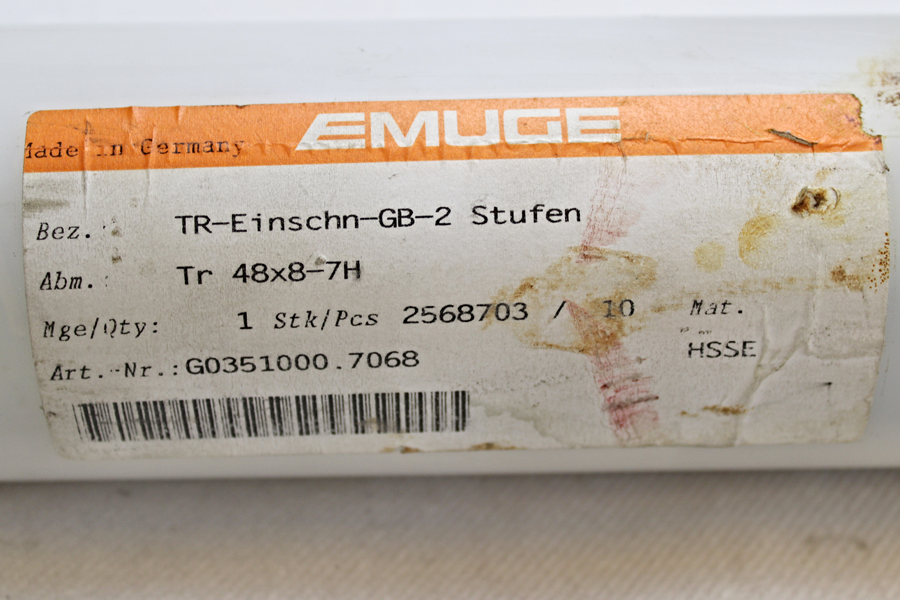 EMUGE
Made in Germany
Bez. : TR-Einschn-GB-2 Stufen
Abm. : Tr 48x8-7H
Mge/Qty: 1 Stk/Pcs 2568703 / 10
Mat.
HSSE
Art.-Nr.:G0351000.7068